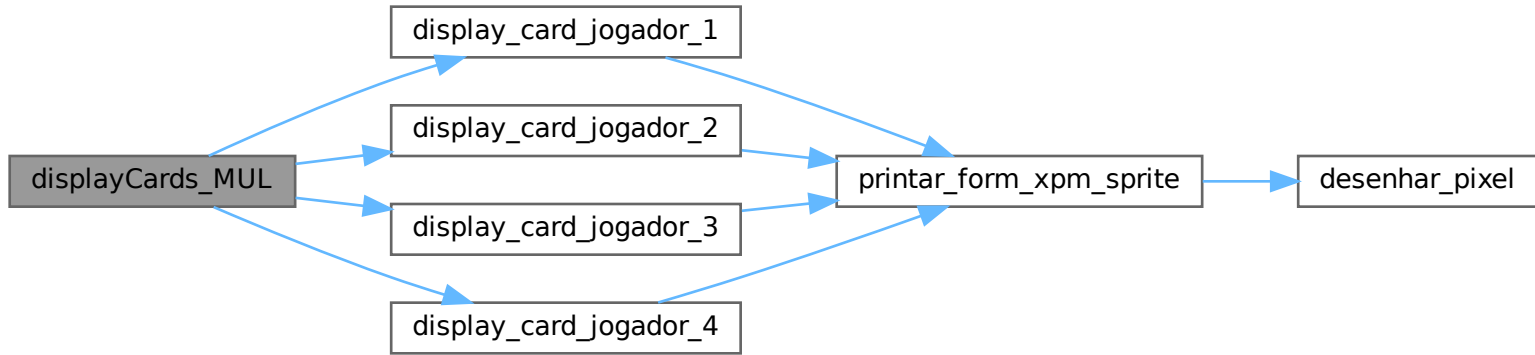 display_card_jogador_1
display_card_jogador_2
displayCards_MUL
printar_form_xpm_sprite
desenhar_pixel
display_card_jogador_3
display_card_jogador_4